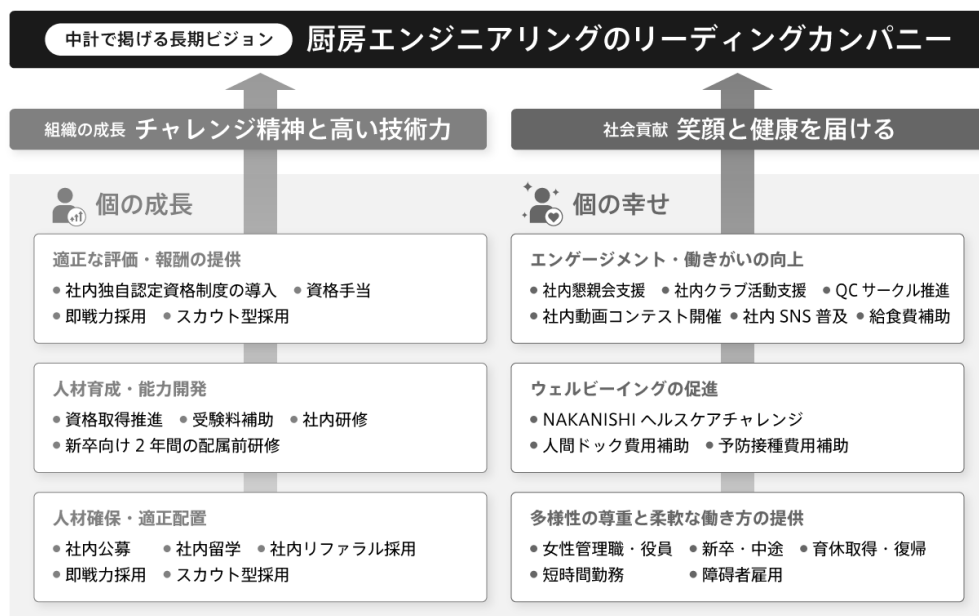 中計で掲げる長期ビジョン 厨房エンジニアリングのリーディングカンパニー
組織の成長 チャレンジ精神と高い技術力
個の成長
適正な評価・報酬の提供
● 社内独自認定資格制度の導入 ● 資格手当
● 即戦力採用 ● スカウト型採用
人材育成・能力開発
● 資格取得推進 ● 受験料補助 ● 社内研修
● 新卒向け 2 年間の配属前研修
人材確保・適正配置
● 社内公募 ● 社内留学 ● 社内リファラル採用
● 即戦力採用 ● スカウト型採用
社会貢献 笑顔と健康を届ける
個の幸せ
エンゲージメント・働きがいの向上
● 社内懇親会支援 ● 社内クラブ活動支援 ● QC サークル推進
● 社内動画コンテスト開催 ● 社内 SNS 普及 ● 給食費補助
ウェルビーイングの促進
● NAKANISHI ヘルスケアチャレンジ
● 人間ドック費用補助 ● 予防接種費用補助
多様性の尊重と柔軟な働き方の提供
● 女性管理職・役員 ● 新卒・中途 ● 育休取得・復帰
● 短時間勤務 ● 障碍者雇用